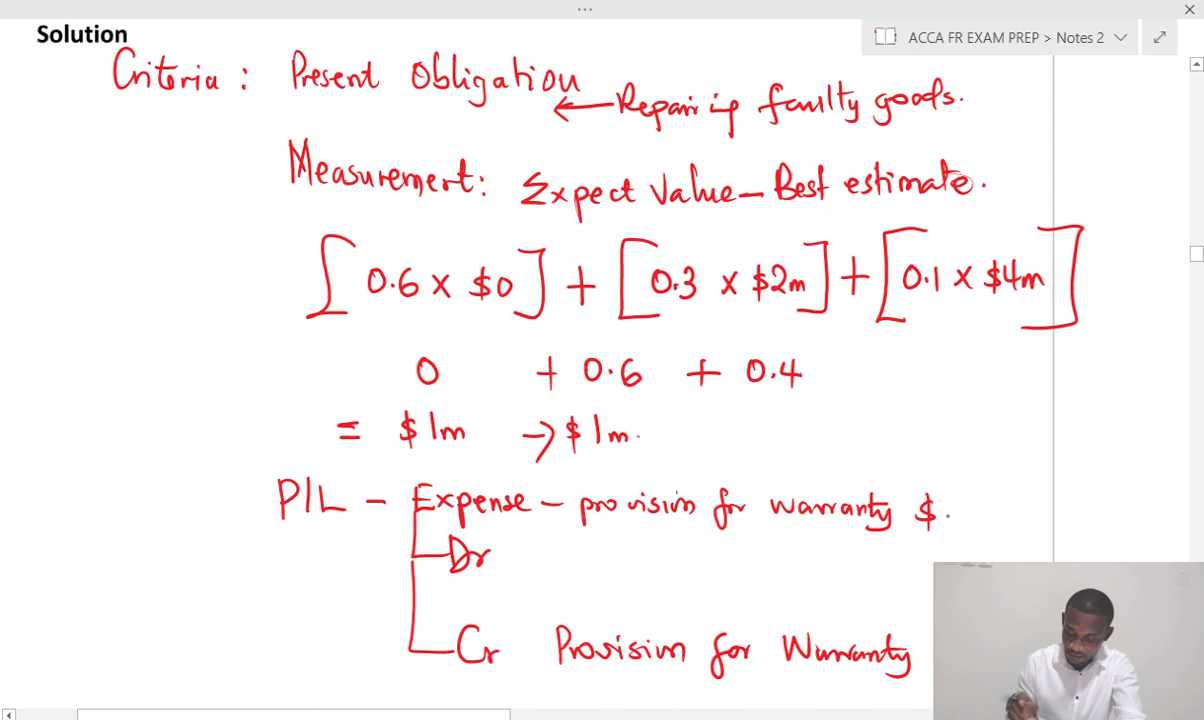 Solution
ACCA FR EXAM PREP > Notes 2
Criteria : Present Obligation
← Repairing faulty goods.
Measurement: Expect Value – Best estimate.
[0.6 x $0] + [0.3 x $2m] + [0.1 x $4m]
0 + 0.6 + 0.4
= $1m → $1m.
P/L – Expense – provision for warranty $
Dr
Cr Provision for Warranty